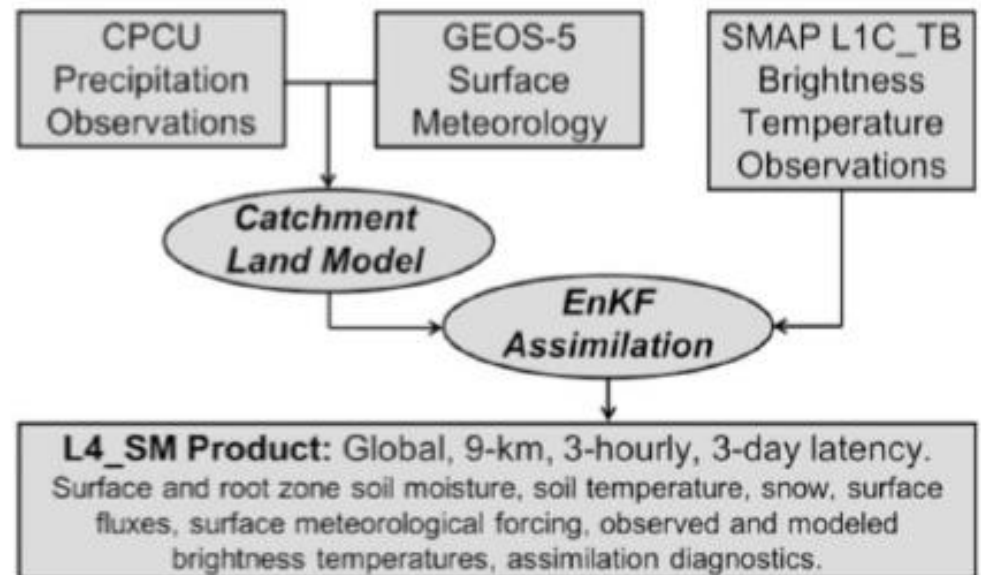 CPCU
Precipitation
Observations
GEOS-5
Surface
Meteorology
SMAP L1C_TB
Brightness
Temperature
Observations
Catchment
Land Model
EnKF
Assimilation
L4_SM Product: Global, 9-km, 3-hourly, 3-day latency.
Surface and root zone soil moisture, soil temperature, snow, surface
fluxes, surface meteorological forcing, observed and modeled
brightness temperatures, assimilation diagnostics.